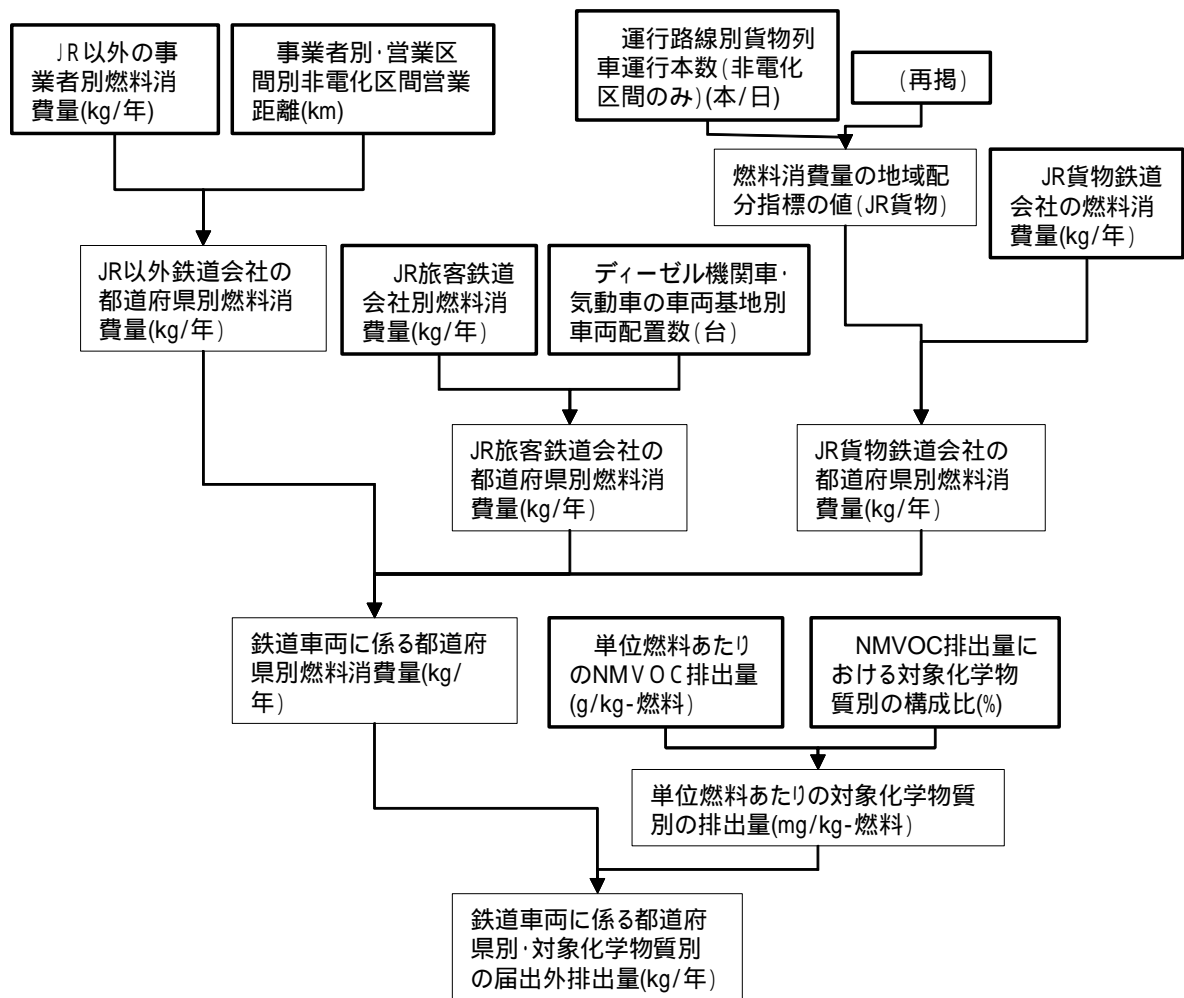 JR以外の事
業者別燃料消
費量(kg/年)
事業者別･営業区
間別非電化区間営業
距離(km)
運行路線別貨物列
車運行本数(非電化
区間のみ)(本/日)
(再掲)
燃料消費量の地域配
分指標の値(JR貨物)
JR貨物鉄道
会社の燃料消
費量(kg/年)
JR以外鉄道会社の
都道府県別燃料消
費量(kg/年)
JR旅客鉄道
会社別燃料消
費量(kg/年)
ディーゼル機関車･
気動車の車両基地別
車両配置数(台)
JR旅客鉄道会社の
都道府県別燃料消
費量(kg/年)
JR貨物鉄道会社の
都道府県別燃料消
費量(kg/年)
鉄道車両に係る都道府
県別燃料消費量(kg/
年)
単位燃料あたり
のNMVOC排出量
(g/kg-燃料)
NMVOC排出量に
おける対象化学物
質別の構成比(%)
単位燃料あたりの対象化学物質
別の排出量(mg/kg-燃料)
鉄道車両に係る都道府
県別･対象化学物質別
の届出外排出量(kg/年)